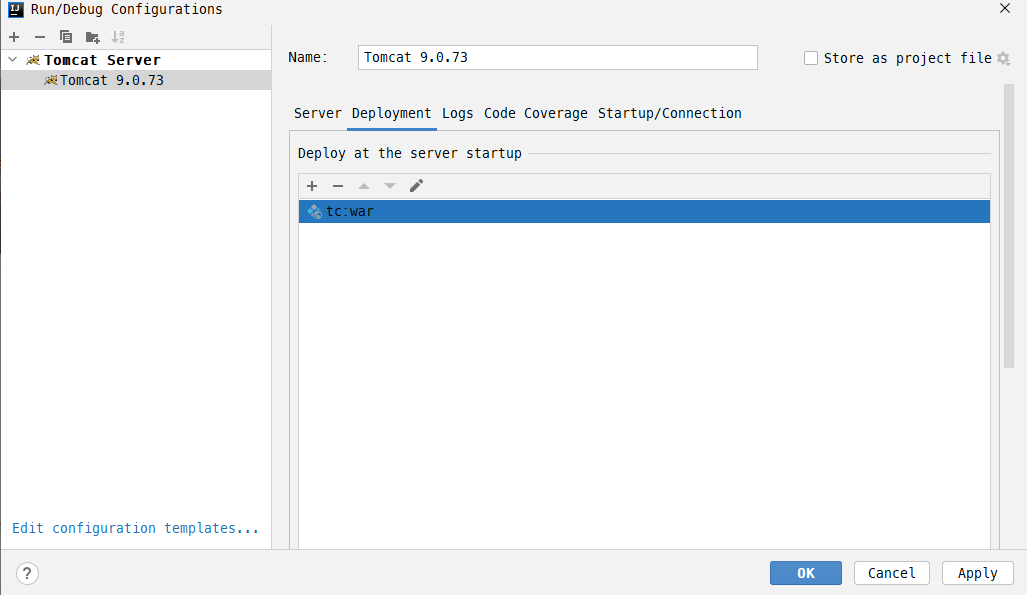 Run/Debug Configurations
Tomcat Server
Tomcat 9.0.73
Edit configuration templates...
Name: Tomcat 9.0.73
Store as project file
Server Deployment Logs Code Coverage Startup/Connection
Deploy at the server startup
tc:war
? OK Cancel Apply